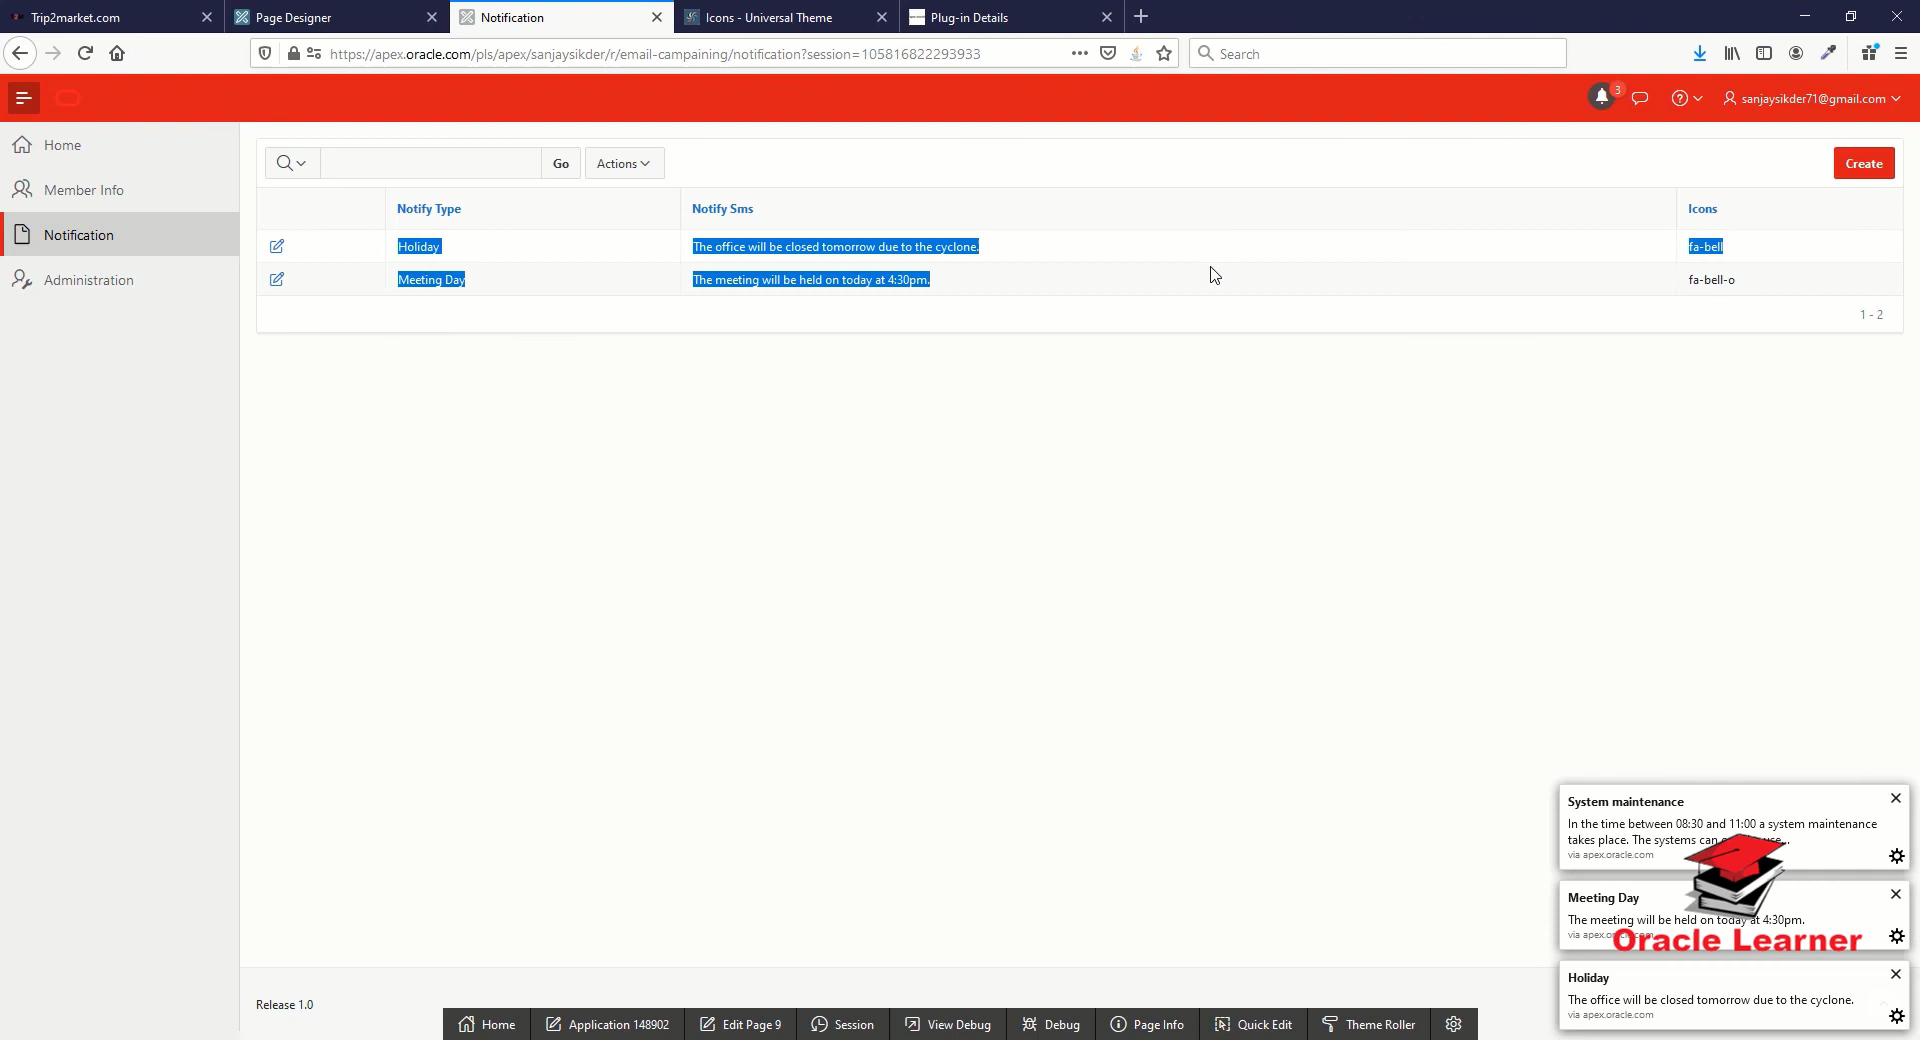 Trip2market.com
Page Designer
Notification
Icons - Universal Theme
Plug-in Details
https://apex.oracle.com/pls/apex/sanjaysikder/r/email-campaining/notification?session=105816822293933
Search
3
sanjaysikder71@gmail.com
Home
Member Info
Notification
Administration
Go
Actions
Create
Notify Type
Notify Sms
Icons
Holiday
The office will be closed tomorrow due to the cyclone.
fa-bell
Meeting Day
The meeting will be held on today at 4:30pm.
fa-bell-o
1 - 2
System maintenance
In the time between 08:30 and 11:00 a system maintenance
takes place. The systems can
via apex.oracle.com
Meeting Day
The meeting will be held on today at 4:30pm.
via
Oracle Learner
Holiday
The office will be closed tomorrow due to the cyclone.
via apex.oracle.com
Release 1.0
Home
Application 148902
Edit Page 9
Session
View Debug
Debug
Page Info
Quick Edit
Theme Roller